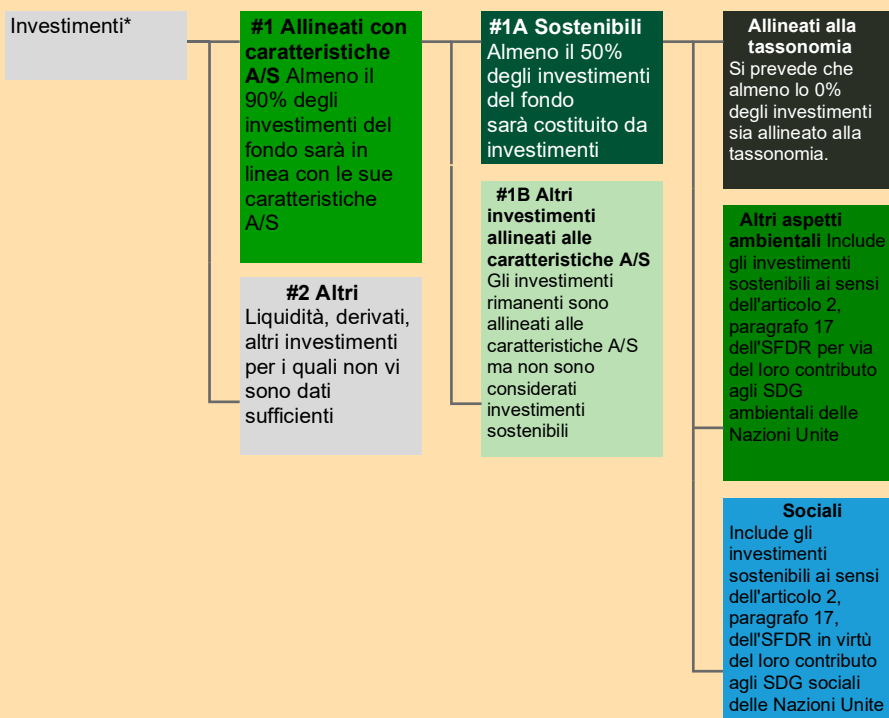 Investimenti*
#1 Allineati con
caratteristiche
A/S Almeno il
90% degli
investimenti del
fondo sarà in
linea con le sue
caratteristiche
A/S
#2 Altri
Liquidità, derivati,
altri investimenti
per i quali non vi
sono dati
sufficienti
#1A Sostenibili
Almeno il 50%
degli investimenti
del fondo
sarà costituito da
investimenti
#1B Altri
investimenti
allineati alle
caratteristiche A/S
Gli investimenti
rimanenti sono
allineati alle
caratteristiche A/S
ma non sono
considerati
investimenti
sostenibili
Allineati alla
tassonomia
Si prevede che
almeno lo 0%
degli investimenti
sia allineato alla
tassonomia.
Altri aspetti
ambientali Include
gli investimenti
sostenibili ai sensi
dell'articolo 2,
paragrafo 17
dell'SFDR per via
del loro contributo
agli SDG
ambientali delle
Nazioni Unite
Sociali
Include gli
investimenti
sostenibili ai sensi
dell'articolo 2,
paragrafo 17,
dell'SFDR in virtù
del loro contributo
agli SDG sociali
delle Nazioni Unite